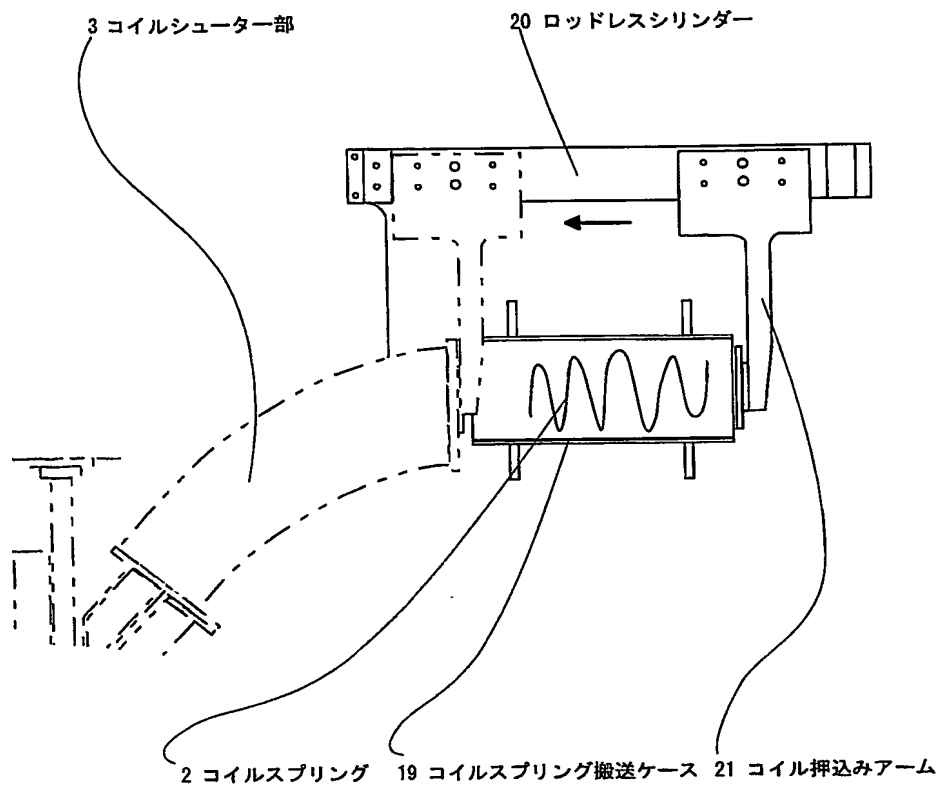 3 コイルシューター部
20 ロッドレスシリンダー
2 コイルスプリング
19 コイルスプリング搬送ケース
21 コイル押込みアーム